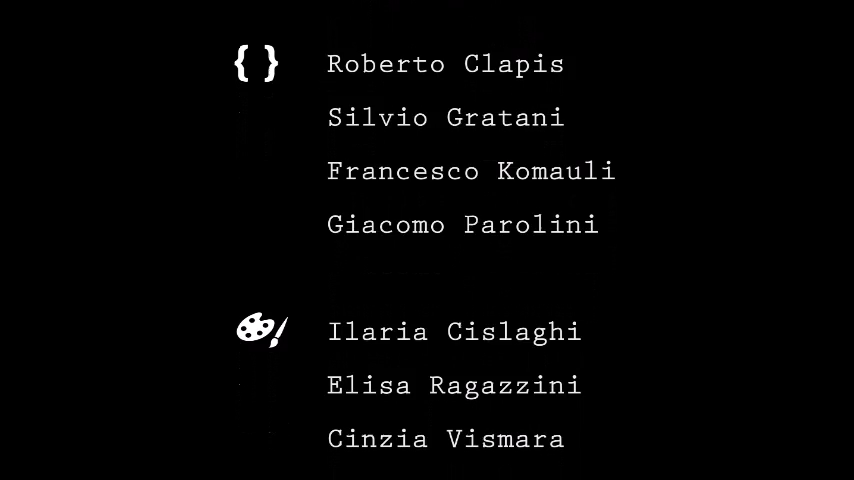 { } Roberto Clapis
Silvio Gratani
Francesco Komauli
Giacomo Parolini
Ilaria Cislaghi
Elisa Ragazzini
Cinzia Vismara